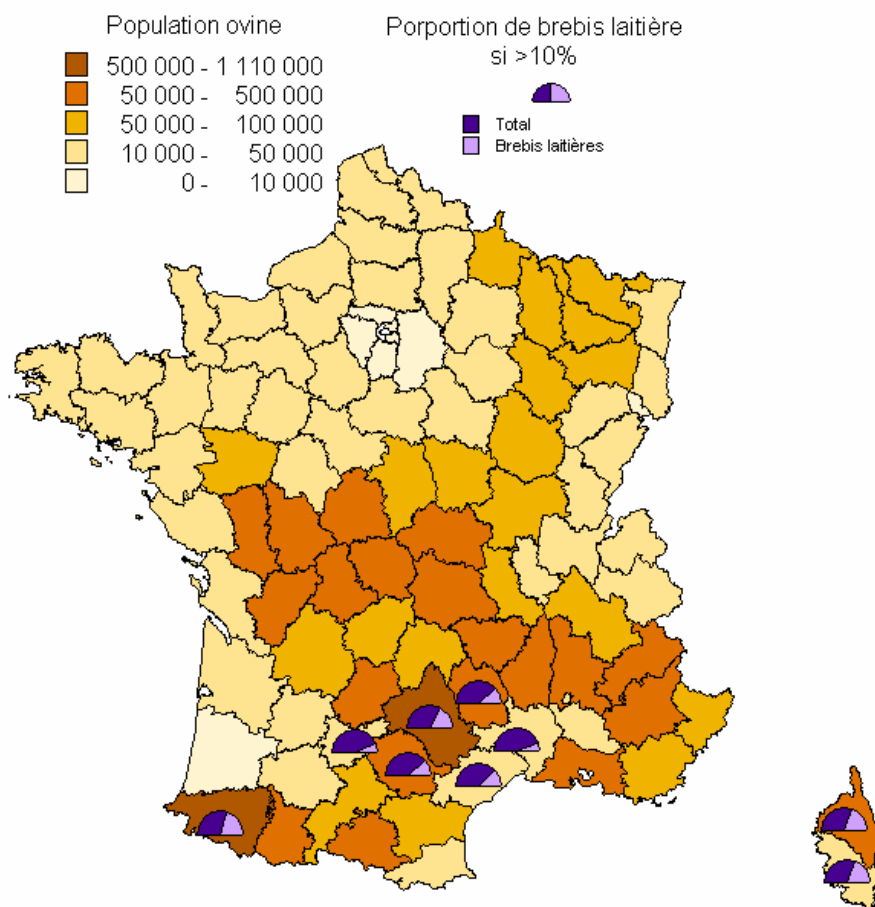 Population ovine
500 000 - 1 110 000
50 000 - 500 000
50 000 - 100 000
10 000 - 50 000
0 - 10 000
Porportion de brebis laitière
si >10%
Total
Brebis laitières